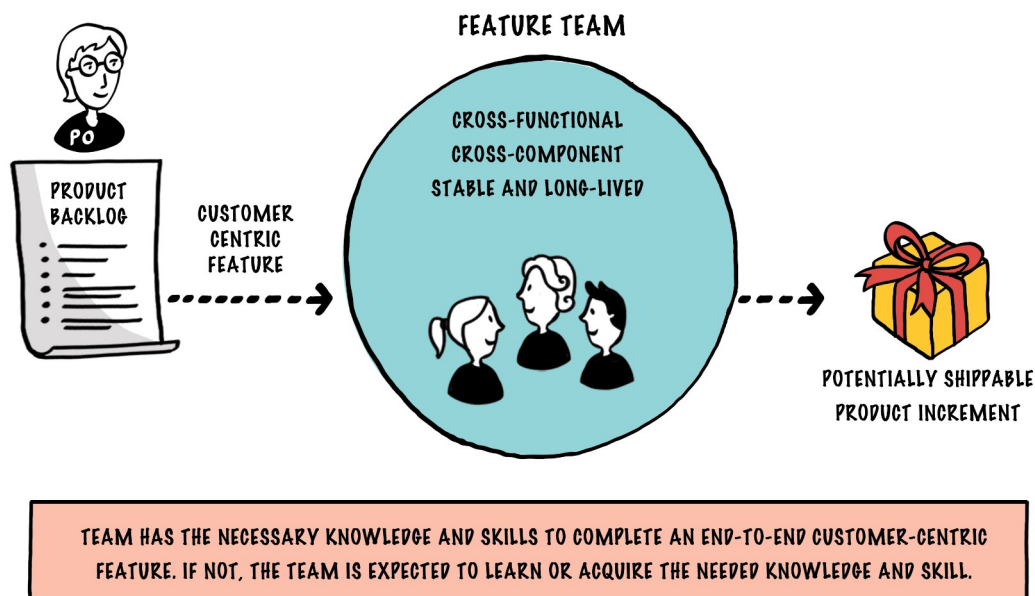 FEATURE TEAM
PO
PRODUCT
BACKLOG
CUSTOMER
CENTRIC
FEATURE
CROSS-FUNCTIONAL
CROSS-COMPONENT
STABLE AND LONG-LIVED
POTENTIALLY SHIPPABLE
PRODUCT INCREMENT
TEAM HAS THE NECESSARY KNOWLEDGE AND SKILLS TO COMPLETE AN END-TO-END CUSTOMER-CENTRIC
FEATURE. IF NOT, THE TEAM IS EXPECTED TO LEARN OR ACQUIRE THE NEEDED KNOWLEDGE AND SKILL.